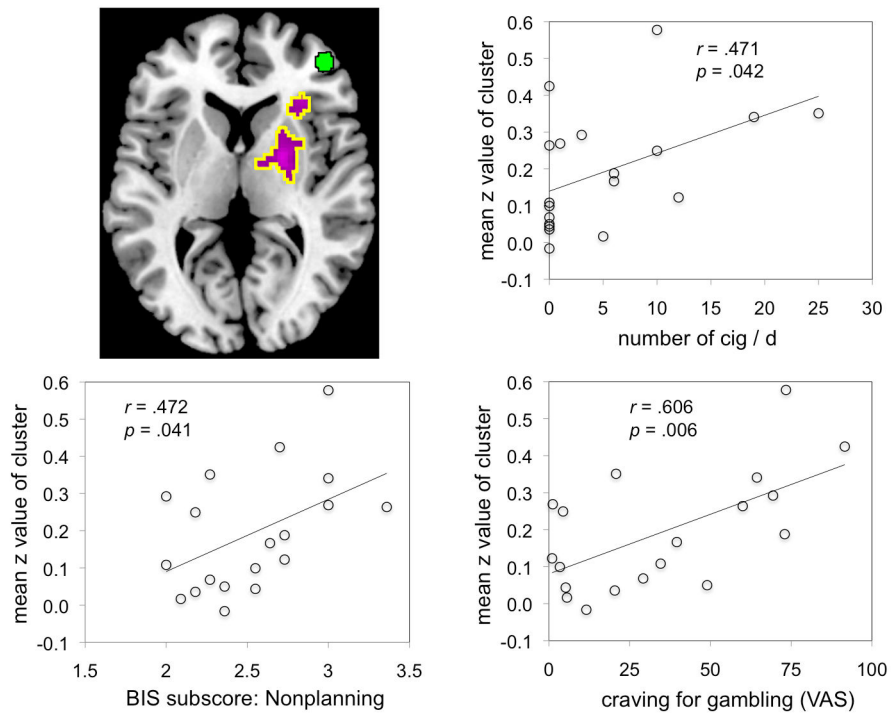 mean z value of cluster
0.6
0.5
0.4
0.3
0.2
0.1
0.0
-0.1
r = .471
p = .042
0 5 10 15 20 25 30
number of cig / d
mean z value of cluster
0.6
0.5
0.4
0.3
0.2
0.1
0.0
-0.1
r = .472
p = .041
1.5 2 2.5 3 3.5
BIS subscore: Nonplanning
mean z value of cluster
0.6
0.5
0.4
0.3
0.2
0.1
0.0
-0.1
r = .606
p = .006
0 25 50 75 100
craving for gambling (VAS)